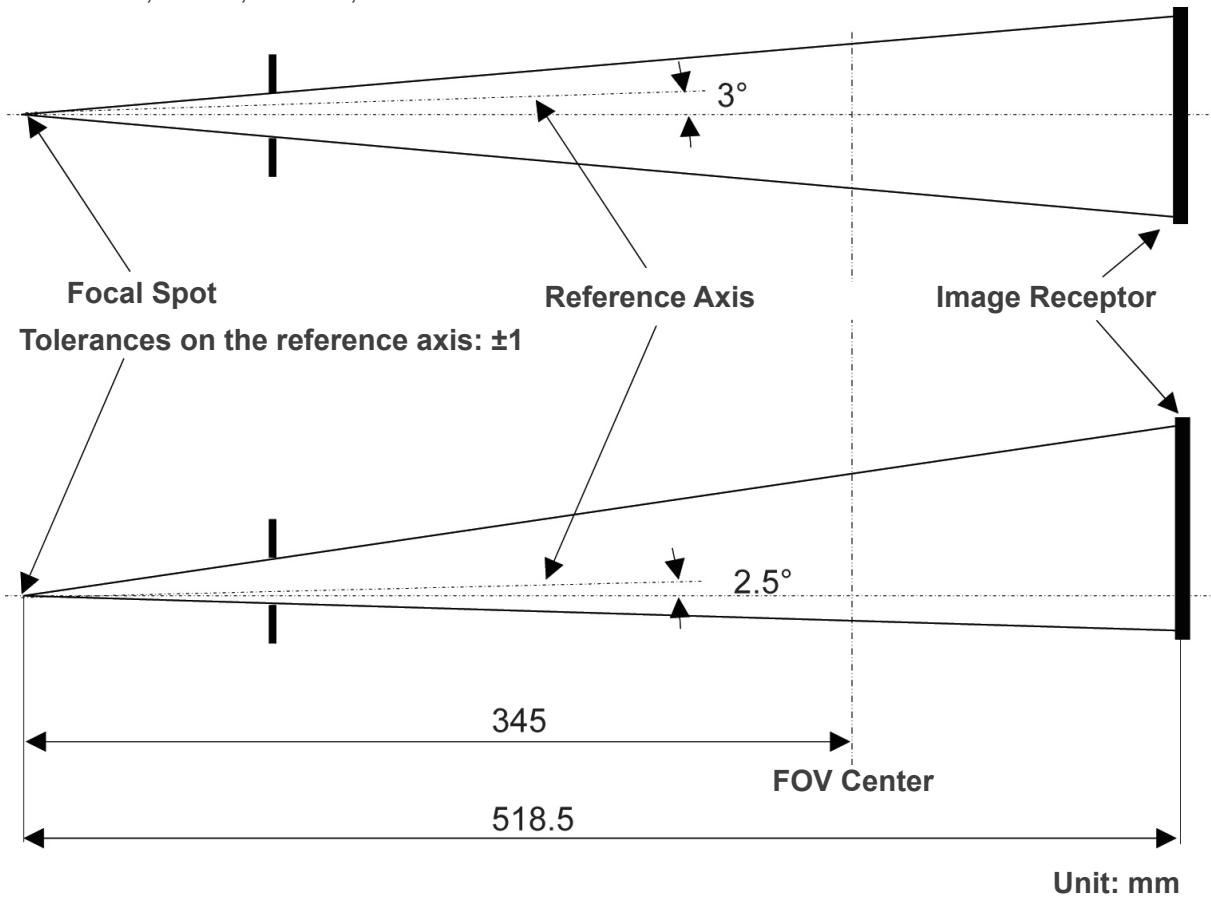 3°
Focal Spot
Reference Axis
Image Receptor
Tolerances on the reference axis: ±1
2.5°
345
FOV Center
518.5
Unit: mm